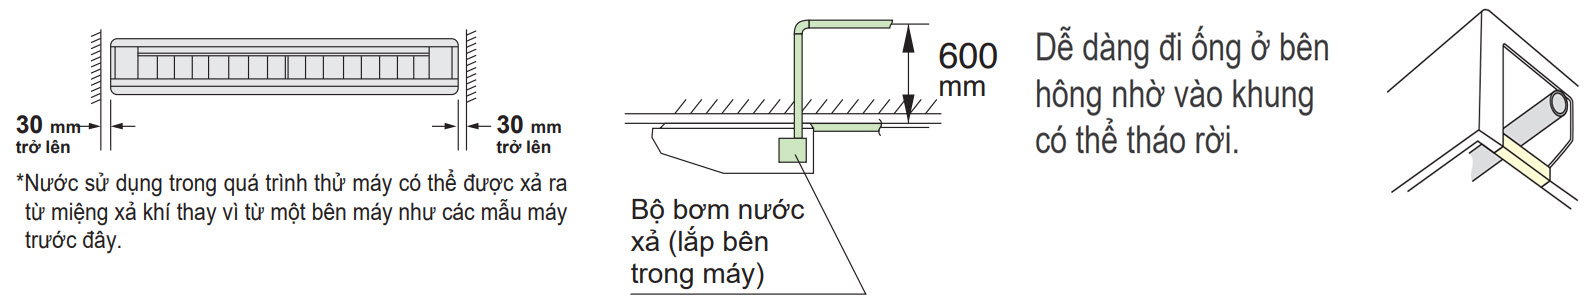 30 mm
trở lên
30 mm
trở lên
*Nước sử dụng trong quá trình thử máy có thể được xả ra
từ miệng xả khí thay vì từ một bên máy như các mẫu máy
trước đây.
600
mm
Bộ bơm nước
xả (lắp bên
trong máy)
Dễ dàng đi ống ở bên
hông nhờ vào khung
có thể tháo rời.